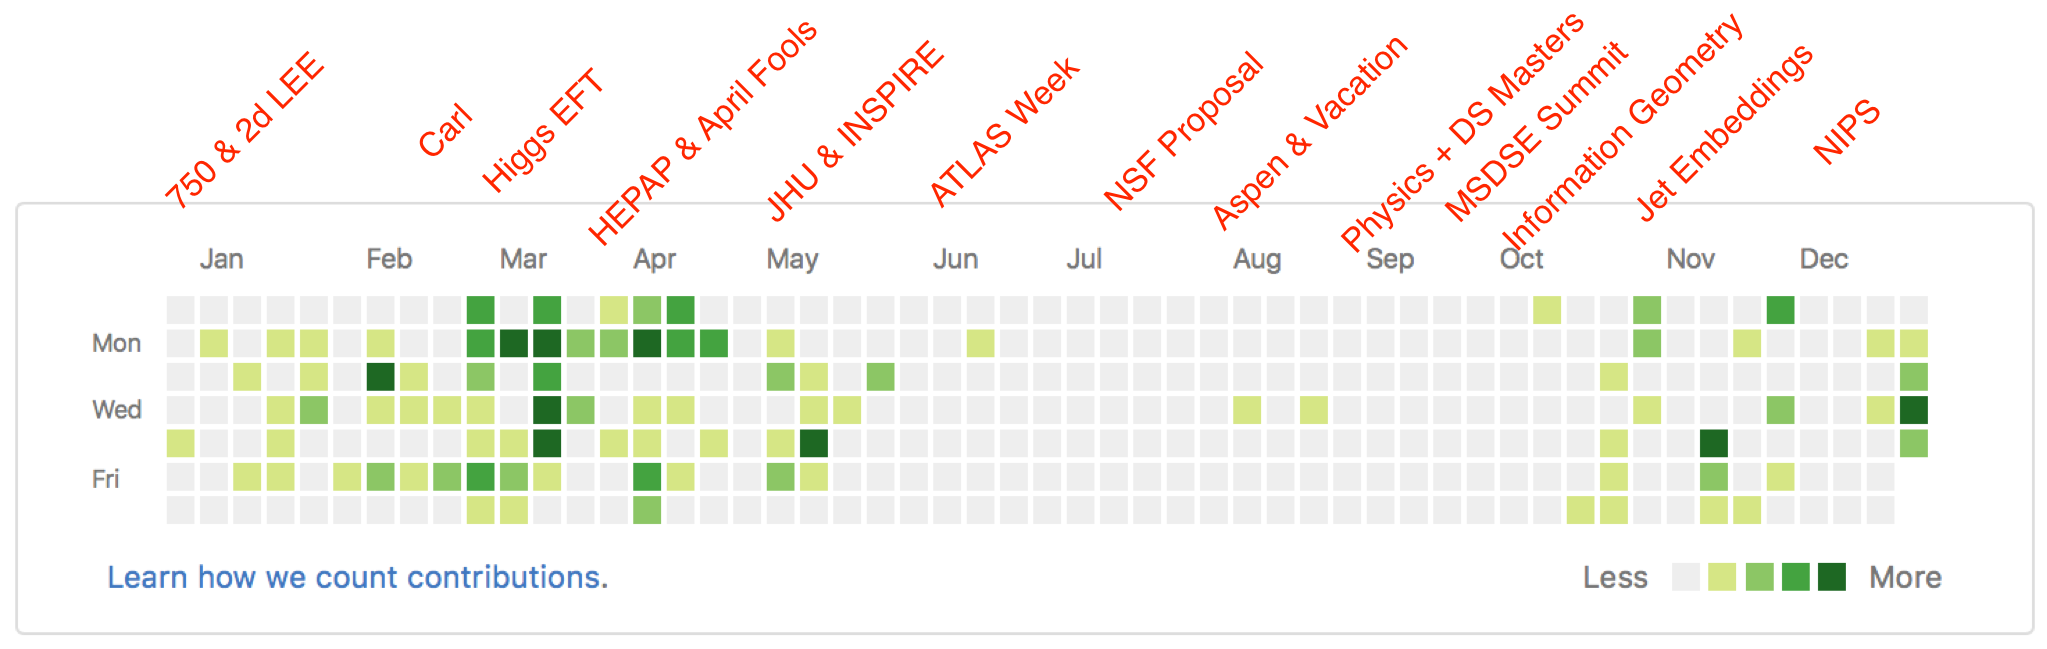 750 & 2d LEE
Carl
Higgs EFT
HEPAP & April Fools
JHU & INSPIRE
ATLAS Week
NSF Proposal
Aspen & Vacation
Physics + DS Masters
MSDSE Summit
Information Geometry
Jet Embeddings
NIPS
Jan Feb Mar Apr May Jun Jul Aug Sep Oct Nov Dec
Mon
Wed
Fri
Learn how we count contributions.
Less More